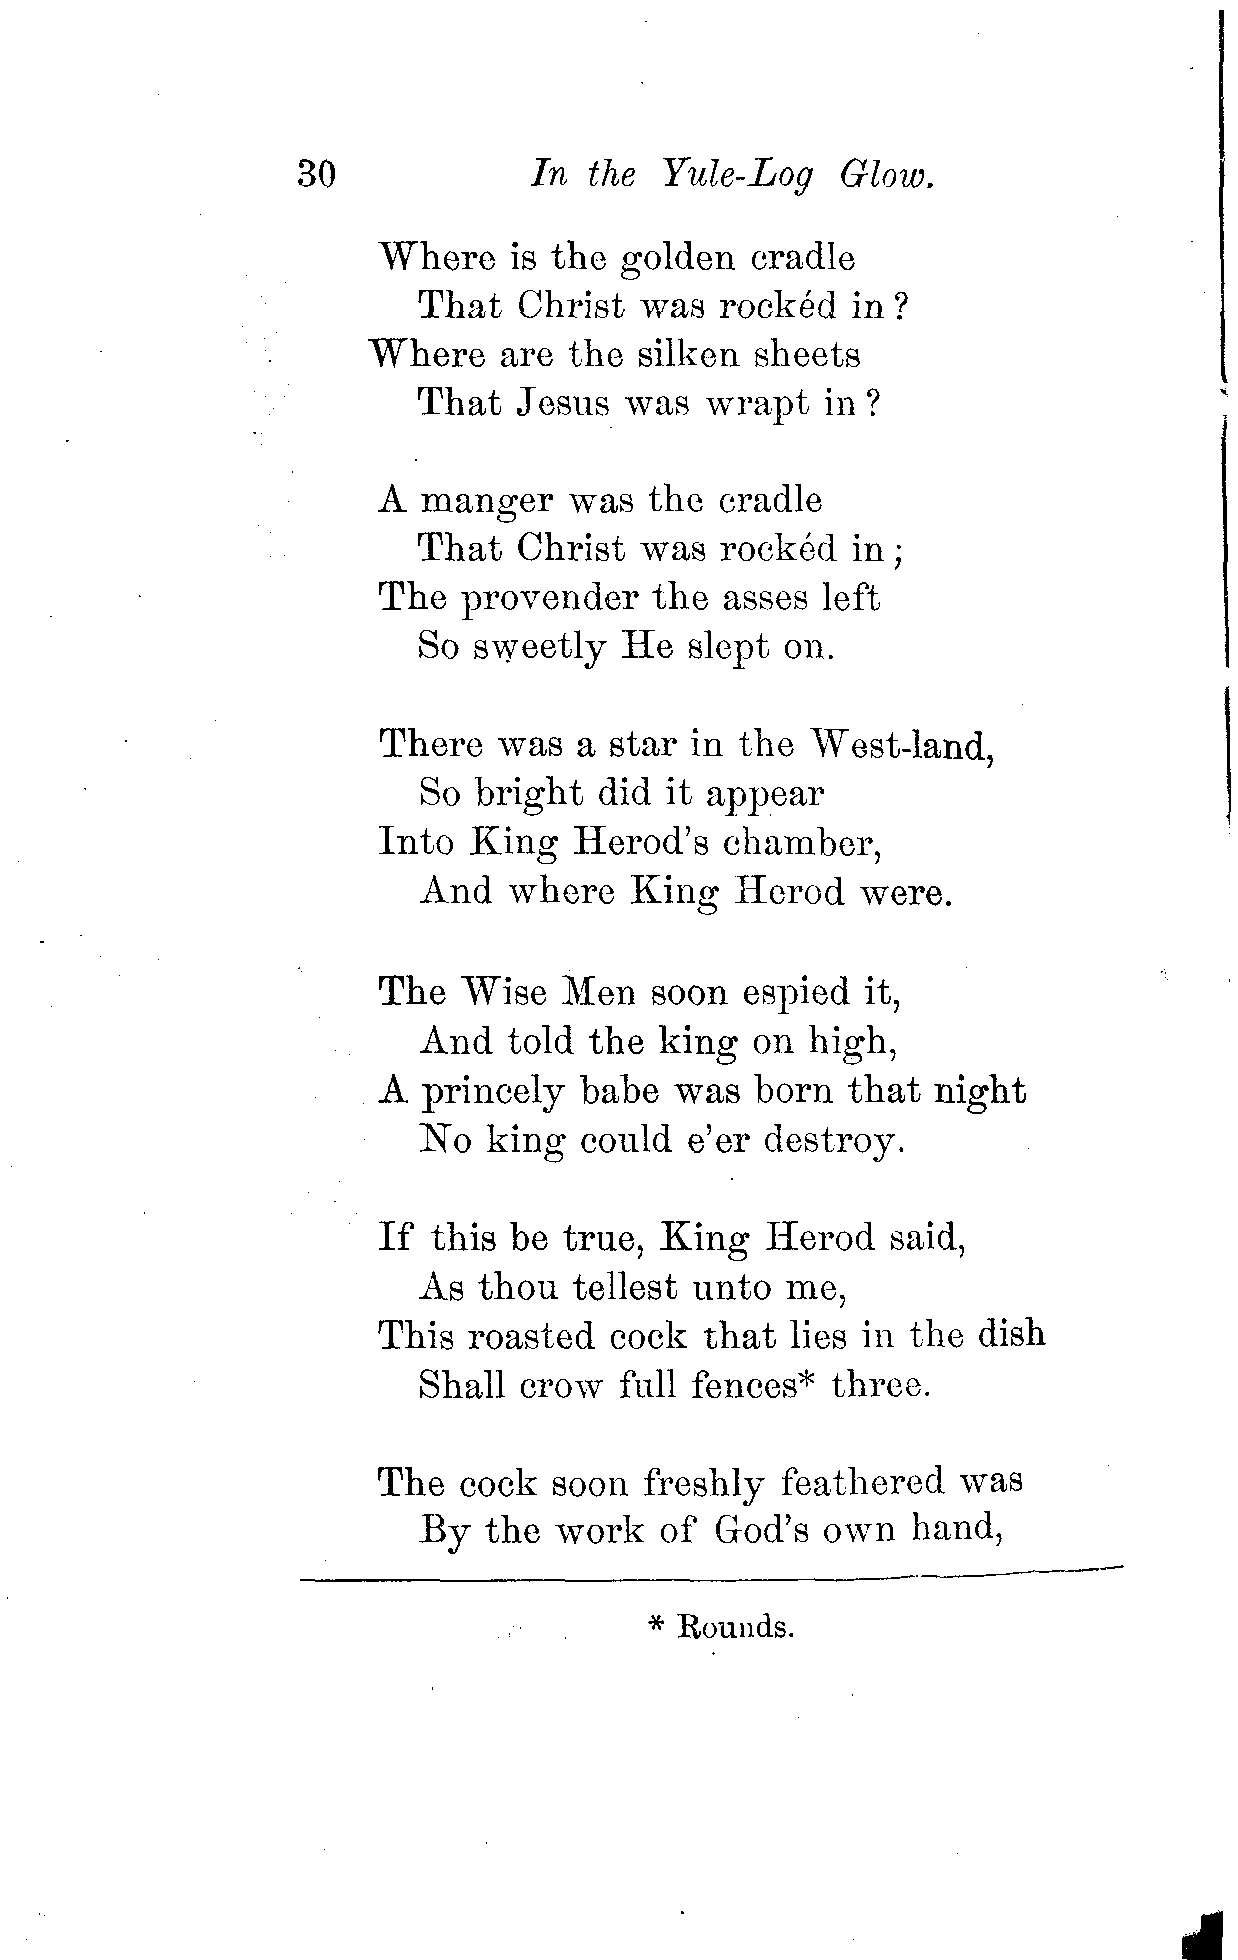 30 In the Yule-Log Glow.
Where is the golden cradle
That Christ was rockéd in?
Where are the silken sheets
That Jesus was wrapt in?
A manger was the cradle
That Christ was rockéd in;
The provender the asses left
So sweetly He slept on.
There was a star in the West-land,
So bright did it appear
Into King Herod's chamber,
And where King Herod were.
The Wise Men soon espied it,
And told the king on high,
A princely babe was born that night
No king could e'er destroy.
If this be true, King Herod said,
As thou tellest unto me,
This roasted cock that lies in the dish
Shall crow full fences* three.
The cock soon freshly feathered was
By the work of God's own hand,
* Rounds.